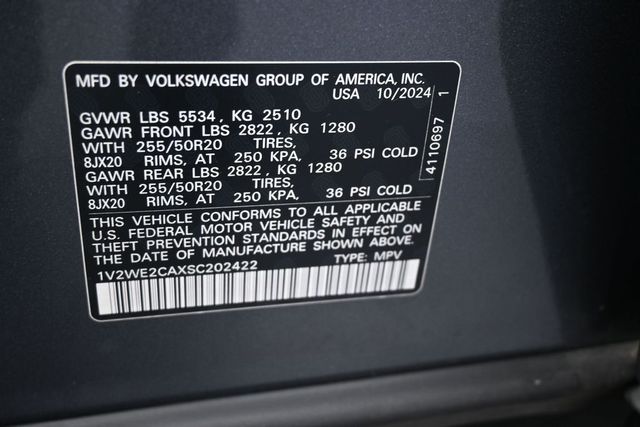 MFD BY VOLKSWAGEN GROUP OF AMERICA, INC.
USA 10/2024
GVWR LBS 5534, KG 2510
GAWR FRONT LBS 2822, KG 1280
WITH 255/50R20 TIRES,
8JX20 RIMS, AT 250 KPA, 36 PSI COLD
GAWR REAR LBS 2822, KG 1280
WITH 255/50R20 TIRES,
8JX20 RIMS, AT 250 KPA, 36 PSI COLD
THIS VEHICLE CONFORMS TO ALL APPLICABLE
U.S. FEDERAL MOTOR VEHICLE SAFETY AND
THEFT PREVENTION STANDARDS IN EFFECT ON
THE DATE OF MANUFACTURE SHOWN ABOVE.
1V2WE2CAXSC202422 TYPE: MPV
4110697 1